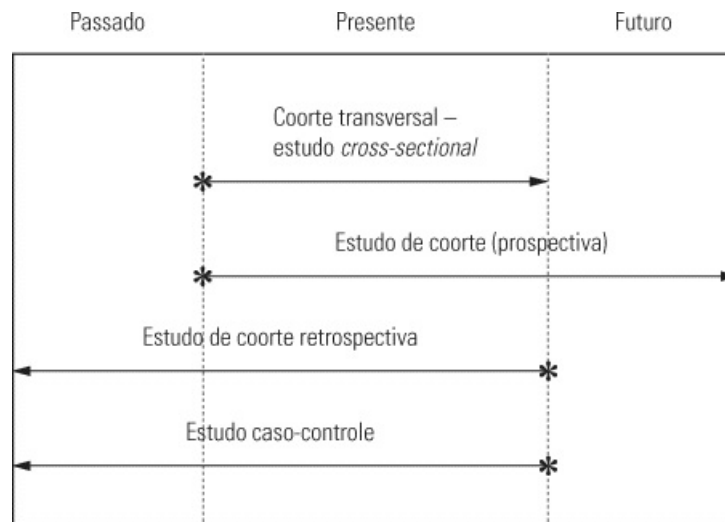 Passado Presente Futuro
Coorte transversal –
estudo cross-sectional
Estudo de coorte (prospectiva)
Estudo de coorte retrospectiva
Estudo caso-controle